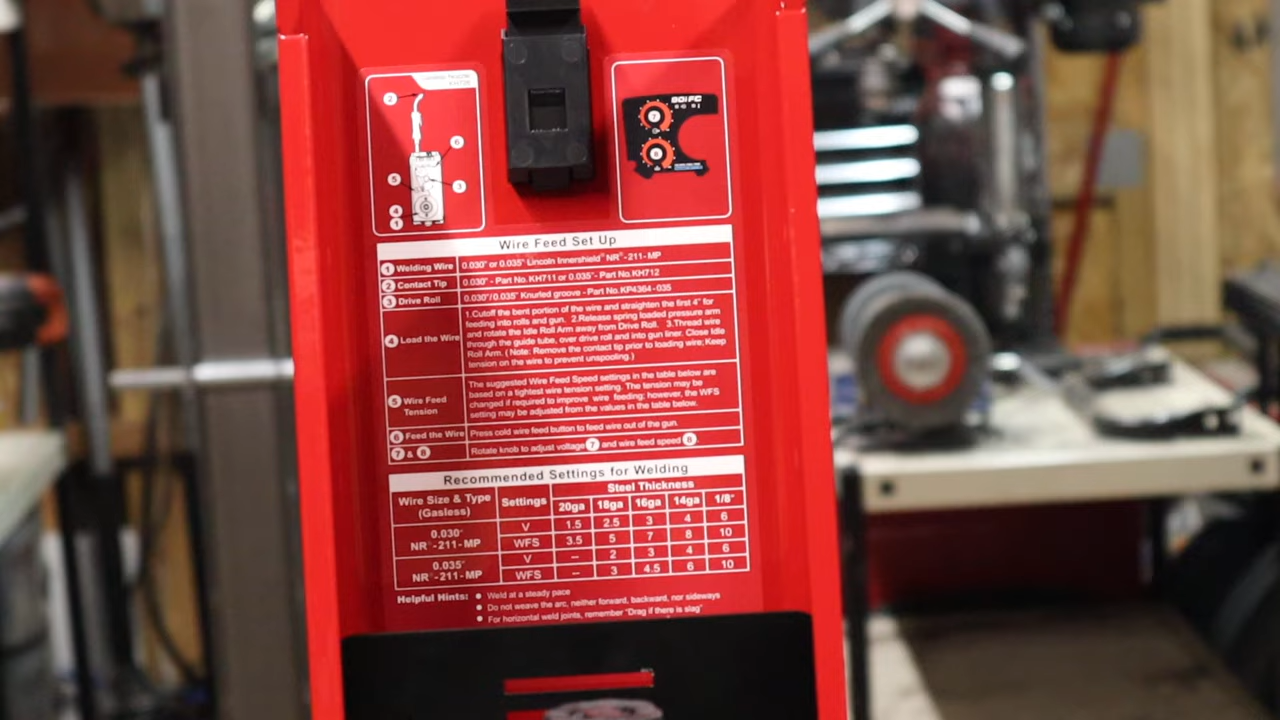 2
6
5
3
4
1
90i FC
7
8
Wire Feed Set Up
1 Welding Wire 0.030" or 0.035" Lincoln Innershield® NR®-211-MP
2 Contact Tip 0.030" - Part No. KH711 or 0.035"- Part No.KH712
3 Drive Roll 0.030"/0.035" Knurled groove - Part No.KP4364-035
4 Load the Wire
1.Cutoff the bent portion of the wire and straighten the first 4" for
feeding into rolls and gun. 2.Release spring loaded pressure arm
and rotate the Idle Roll Arm away from Drive Roll. 3.Thread wire
through the guide tube, over drive roll and into gun liner. Close Idle
Roll Arm. ( Note: Remove the contact tip prior to loading wire;Keep
tension on the wire to prevent unspooling.)
5 Wire Feed
Tension
The suggested Wire Feed Speed settings in the table below are
based on a tightest wire tension setting. The tension may be
changed if required to improve wire feeding; however, the WFS
setting may be adjusted from the values in the table below.
6 Feed the Wire Press cold wire feed button to feed wire out of the gun.
7 & 8 Rotate knob to adjust voltage 7 and wire feed speed 8
Recommended Settings for Welding
Wire Size & Type
(Gasless)
Settings
Steel Thickness
20ga 18ga 16ga 14ga 1/8"
0.030"
NR®-211-MP
V 1.5 2.5 3 4 6
WFS 3.5 5 7 8 10
0.035"
NR®-211-MP
V -- 2 3 4 6
WFS -- 3 4.5 6 10
Helpful Hints: • Weld at a steady pace
• Do not weave the arc, neither forward, backward, nor sideways
• For horizontal weld joints, remember "Drag if there is slag"